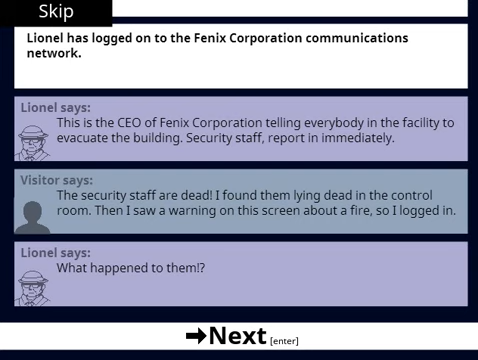 Skip
Lionel has logged on to the Fenix Corporation communications
network.
Lionel says:
This is the CEO of Fenix Corporation telling everybody in the facility to
evacuate the building. Security staff, report in immediately.
Visitor says:
The security staff are dead! I found them lying dead in the control
room. Then I saw a warning on this screen about a fire, so I logged in.
Lionel says:
What happened to them!?
➡Next [enter]